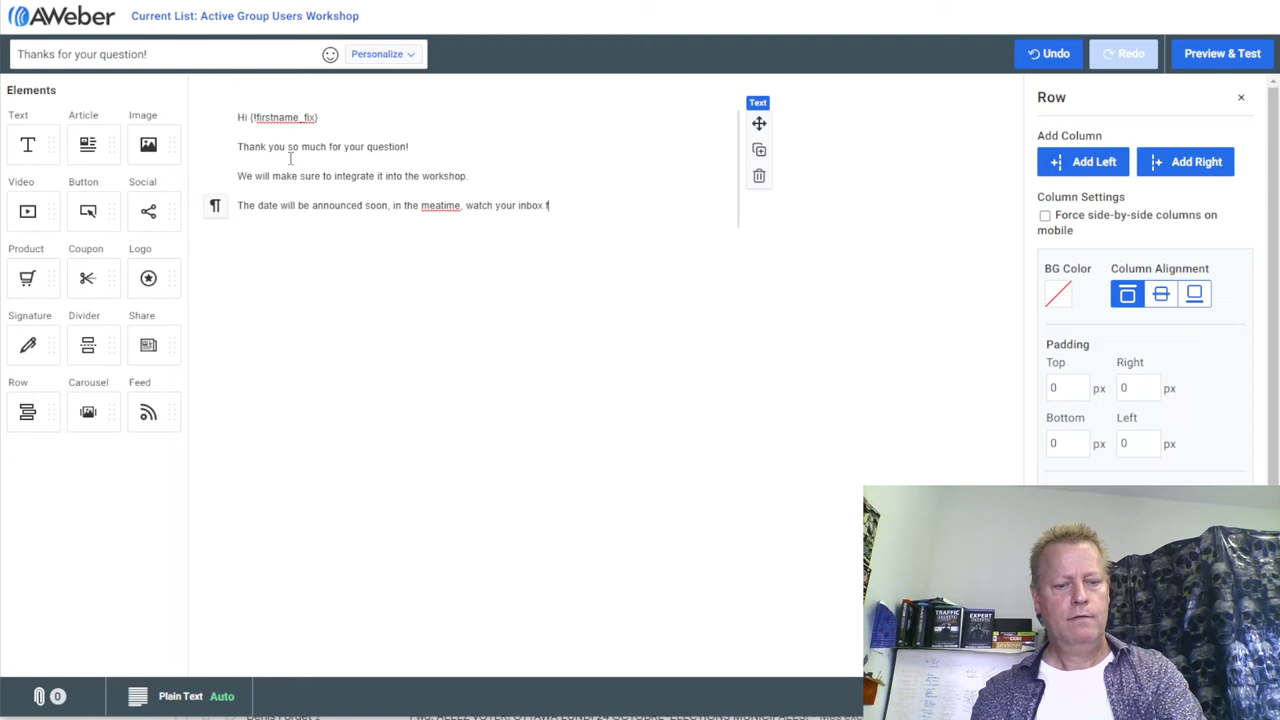 AWeber
Current List: Active Group Users Workshop
Thanks for your question!
Personalize
Undo
Redo
Preview & Test
Elements
Text
Article
Image
Video
Button
Social
Product
Coupon
Logo
Signature
Divider
Share
Row
Carousel
Feed
Hi {!firstname_fix}
Thank you so much for your question!
We will make sure to integrate it into the workshop.
The date will be announced soon, in the meatime, watch your inbox f
Text
Row
Add Column
Add Left
Add Right
Column Settings
Force side-by-side columns on
mobile
BG Color
Column Alignment
Padding
Top
Right
0 px
0 px
Bottom
Left
0 px
0 px
TRAFFIC
SECRETS
EXPERT
SECRETS
0
Plain Text Auto